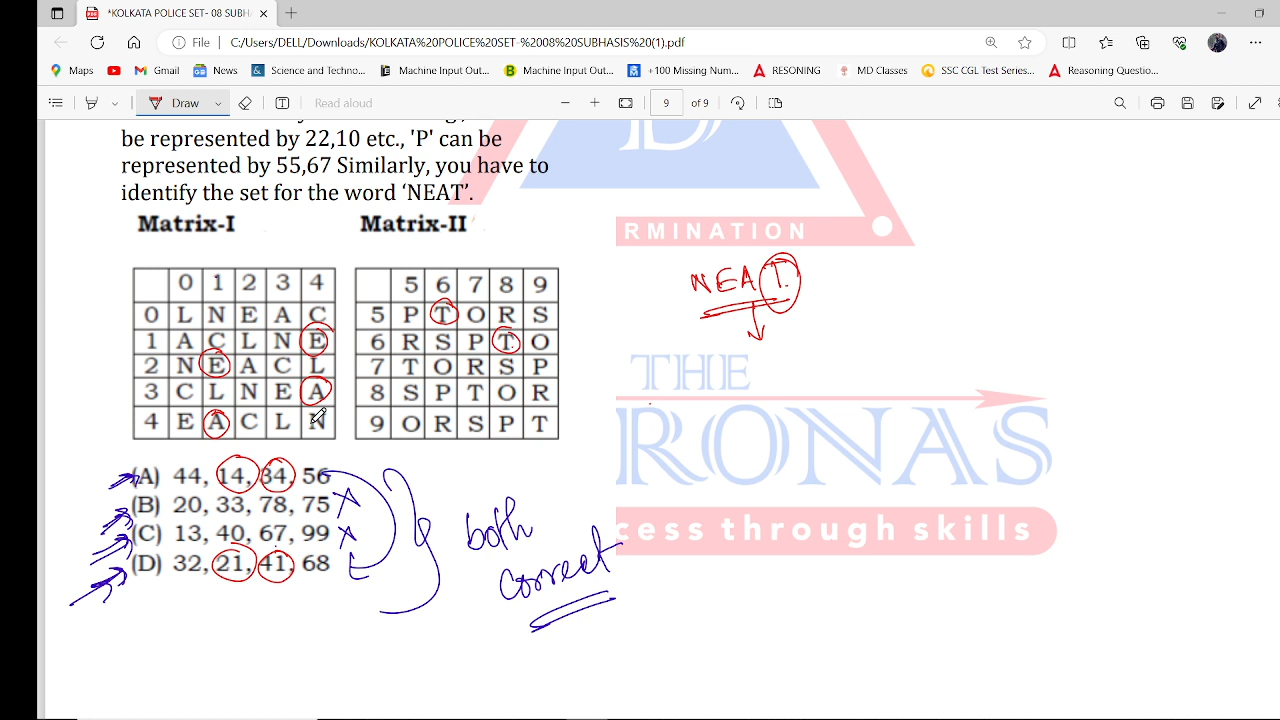 *KOLKATA POLICE SET- 08 SUBHA
File C:/Users/DELL/Downloads/KOLKATA%20POLICE%20SET-%2008%20SUBHASIS%20(1).pdf
Maps Gmail News Science and Techno... Machine Input Out... Machine Input Out... +100 Missing Num... RESONING MD Classes SSC CGL Test Series... Reasoning Questio...
Draw Read aloud 9 of 9
be represented by 22,10 etc., 'P' can be
represented by 55,67 Similarly, you have to
identify the set for the word ‘NEAT’.
Matrix-I Matrix-II
0 1 2 3 4 5 6 7 8 9
0 L N E A C 5 P T O R S
1 A C L N E 6 R S P T O
2 N E A C L 7 T O R S P
3 C L N E A 8 S P T O R
4 E A C L N 9 O R S P T
(A) 44, 14, 34, 56
(B) 20, 33, 78, 75
(C) 13, 40, 67, 99
(D) 32, 21, 41, 68
both
correct
NEAT
RMINATION
THE
RONAS
cess through skills